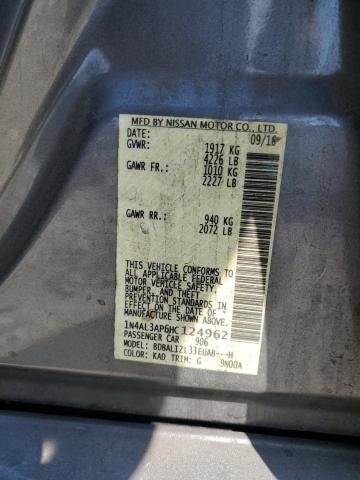 MFD BY NISSAN MOTOR CO., LTD.
DATE: 09/16
GVWR: 1917 KG
4226 LB
GAWR FR.: 1010 KG
2227 LB
GAWR RR.: 940 KG
2072 LB
THIS VEHICLE CONFORMS TO
ALL APPLICABLE FEDERAL
MOTOR VEHICLE SAFETY,
BUMPER, AND THEFT
PREVENTION STANDARDS
IN EFFECT ON THE DATE OF
MANUFACTURE SHOWN ABOVE.
1N4AL3AP6HC124962
PASSENGER CAR 906
MODEL: BDBALIZL33EUAB---H
COLOR: KAD TRIM: G 9N00A